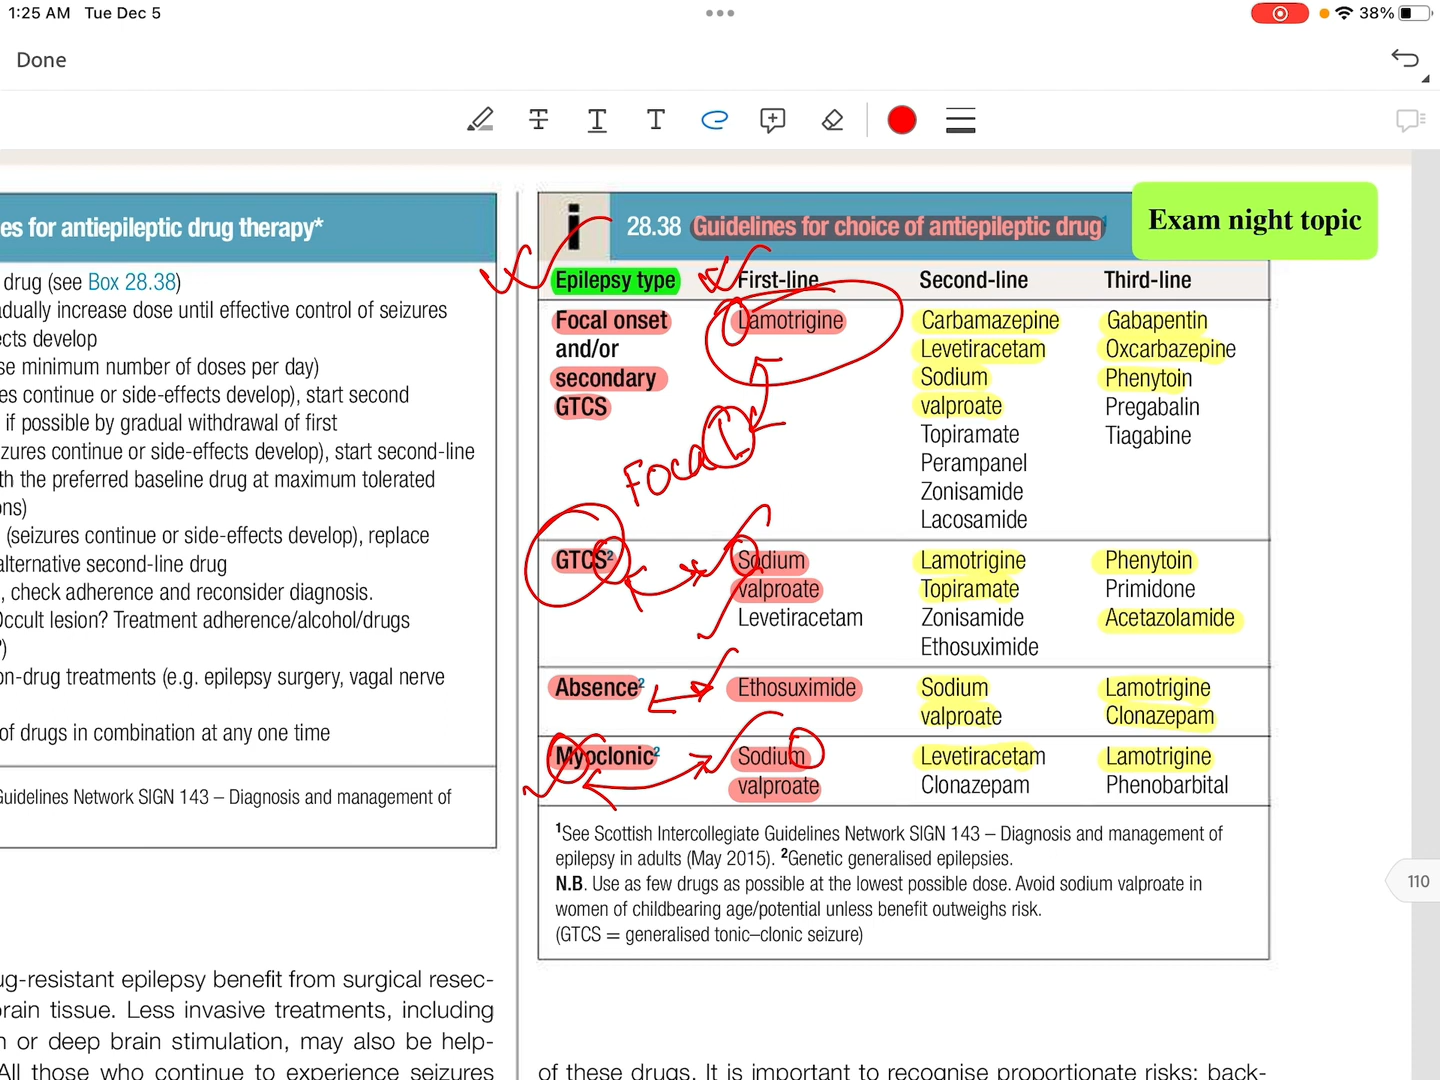 1:25 AM Tue Dec 5
38%
Done
es for antiepileptic drug therapy*
drug (see Box 28.38)
adually increase dose until effective control of seizures
ects develop
se minimum number of doses per day)
es continue or side-effects develop), start second
if possible by gradual withdrawal of first
izures continue or side-effects develop), start second-line
th the preferred baseline drug at maximum tolerated
ons)
(seizures continue or side-effects develop), replace
alternative second-line drug
, check adherence and reconsider diagnosis.
Occult lesion? Treatment adherence/alcohol/drugs
?)
on-drug treatments (e.g. epilepsy surgery, vagal nerve
of drugs in combination at any one time
Guidelines Network SIGN 143 – Diagnosis and management of
ug-resistant epilepsy benefit from surgical resec-
brain tissue. Less invasive treatments, including
n or deep brain stimulation, may also be help-
All those who continue to experience seizures
i 28.38 Guidelines for choice of antiepileptic drug1
Exam night topic
Epilepsy type First-line Second-line Third-line
Focal onset Lamotrigine Carbamazepine Gabapentin
and/or Levetiracetam Oxcarbazepine
secondary Sodium Phenytoin
GTCS valproate Pregabalin
Topiramate Tiagabine
Perampanel
Zonisamide
Lacosamide
Focal
GTCS2 Sodium Lamotrigine Phenytoin
valproate Topiramate Primidone
Levetiracetam Zonisamide Acetazolamide
Ethosuximide
Absence2 Ethosuximide Sodium Lamotrigine
valproate Clonazepam
Myoclonic2 Sodium Levetiracetam Lamotrigine
valproate Clonazepam Phenobarbital
1See Scottish Intercollegiate Guidelines Network SIGN 143 – Diagnosis and management of
epilepsy in adults (May 2015). 2Genetic generalised epilepsies.
N.B. Use as few drugs as possible at the lowest possible dose. Avoid sodium valproate in
women of childbearing age/potential unless benefit outweighs risk.
(GTCS = generalised tonic–clonic seizure)
110
of these drugs. It is important to recognise proportionate risks: back-